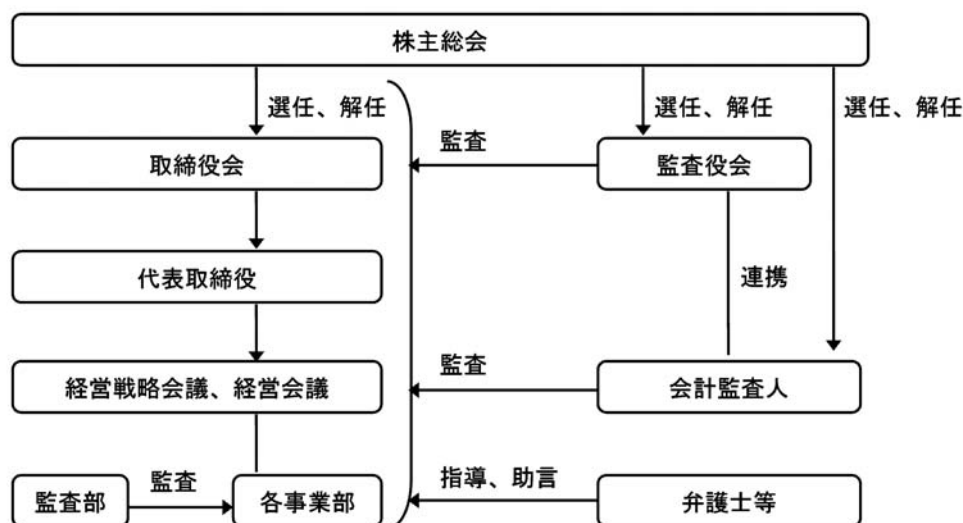 株主総会
選任、解任
選任、解任
選任、解任
取締役会
監査
監査役会
代表取締役
連携
経営戦略会議、経営会議
監査
会計監査人
監査部
監査
各事業部
指導、助言
弁護士等